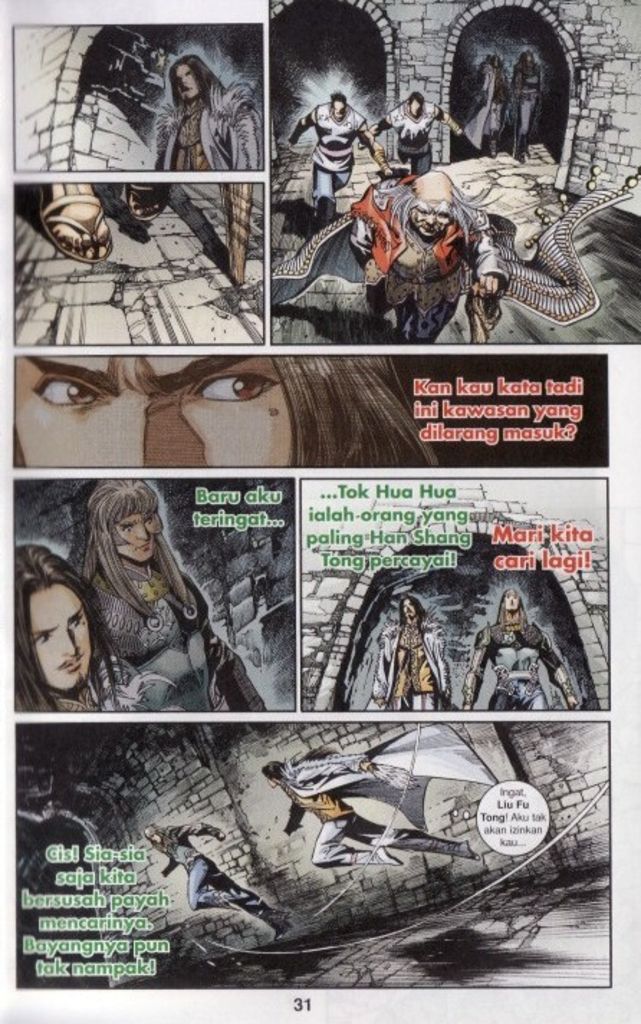 Kan kau kata tadi
ini kawasan yang
dilarang masuk?
Baru aku
teringat...
...Tok Hua Hua
ialah orang yang
paling Han Shang
Tong percayai!
Mari kita
cari lagi!
Ingat,
Liu Fu
Tong! Aku tak
akan izinkan
kau...
Cis! Sia-sia
saja kita
bersusah payah
mencarinya.
Bayangnya pun
tak nampak!
31